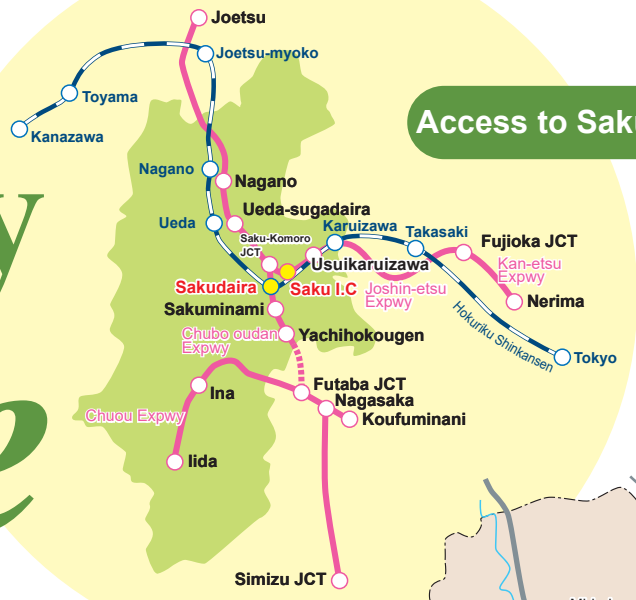 Joetsu
Joetsu-myoko
Toyama
Kanazawa
Access to Saku
Nagano
Nagano
Ueda-sugadaira
Ueda
Karuizawa
Takasaki
Saku-Komoro
JCT
Fujioka JCT
Usuikaruizawa
Kan-etsu
Expwy
Sakudaira
Saku I.C
Joshin-etsu
Expwy
Nerima
Sakuminami
Hokuriku Shinkansen
Chubo oudan
Expwy
Yachihokougen
Tokyo
Futaba JCT
Ina
Nagasaka
Chuou Expwy
Koufuminani
Iida
Simizu JCT
y
e